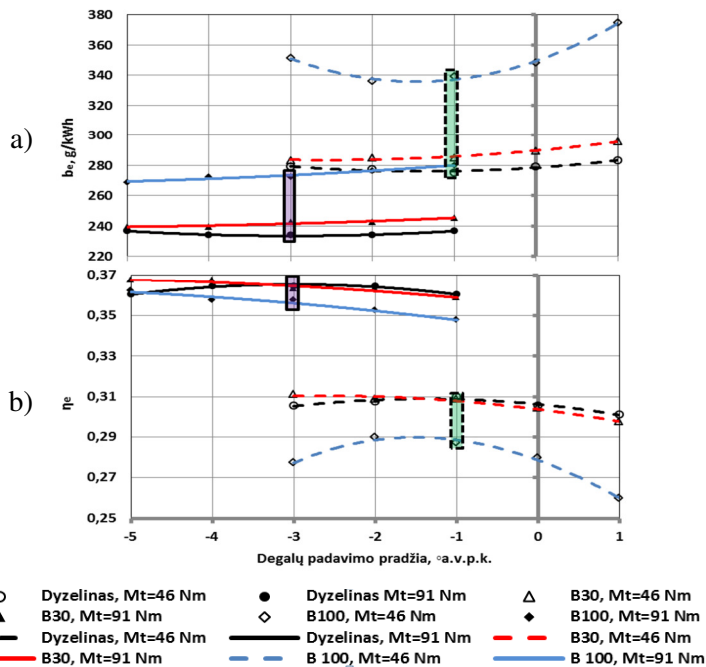 380
360
340
320
300
280
260
240
220
a)
bₑ, g/kWh
0,37
0,35
0,33
0,31
0,29
0,27
0,25
b)
ηₑ
-5 -4 -3 -2 -1 0 1
Degalų padavimo pradžia, ◦a.v.p.k.
Dyzelinas, Mt=46 Nm Dyzelinas Mt=91 Nm B30, Mt=46 Nm
B30, Mt=91 Nm B100, Mt=46 Nm B100, Mt=91 Nm
Dyzelinas, Mt=46 Nm Dyzelinas, Mt=91 Nm B30, Mt=46 Nm
B30, Mt=91 Nm B 100, Mt=46 Nm B 100, Mt=91 Nm